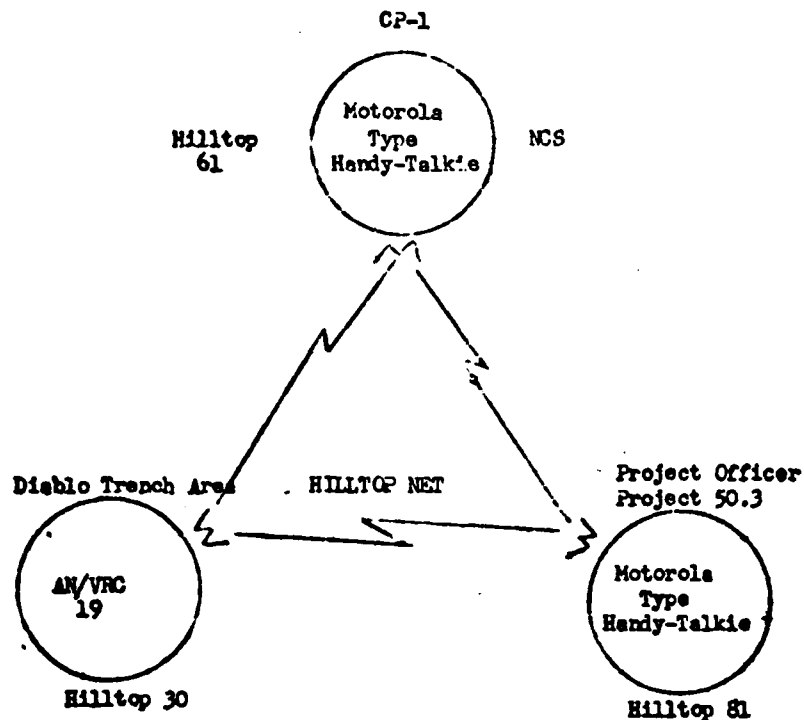 CP-1
Hilltop
61
Motorola
Type
Handy-Talkie
NCS
Diablo Trench Area
HILLTOP NET
Project Officer
Project 50.3
AN/VRC
19
Motorola
Type
Handy-Talkie
Hilltop 30
Hilltop 81